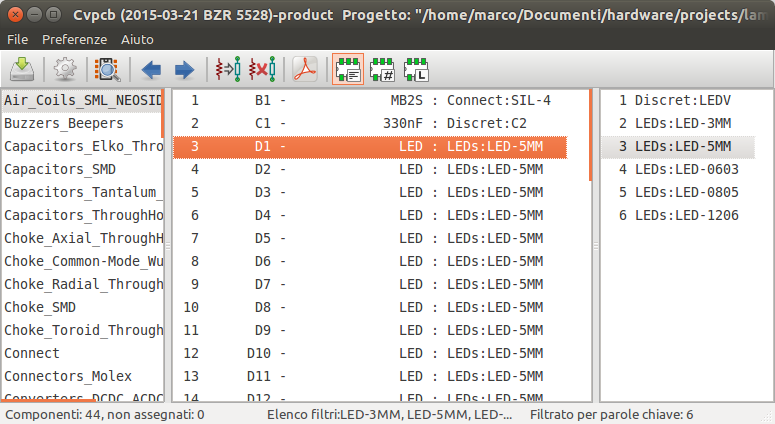 Cvpcb (2015-03-21 BZR 5528)-product Progetto: "/home/marco/Documenti/hardware/projects/lam
File Preferenze Aiuto
# L
Air_Coils_SML_NEOSID
Buzzers_Beepers
Capacitors_Elko_Thro
Capacitors_SMD
Capacitors_Tantalum_
Capacitors_ThroughHo
Choke_Axial_ThroughH
Choke_Common-Mode_Wu
Choke_Radial_Through
Choke_SMD
Choke_Toroid_Through
Connect
Connectors_Molex
Converters_DCDC_ACDC
1 B1 - MB2S : Connect:SIL-4
2 C1 - 330nF : Discret:C2
3 D1 - LED : LEDs:LED-5MM
4 D2 - LED : LEDs:LED-5MM
5 D3 - LED : LEDs:LED-5MM
6 D4 - LED : LEDs:LED-5MM
7 D5 - LED : LEDs:LED-5MM
8 D6 - LED : LEDs:LED-5MM
9 D7 - LED : LEDs:LED-5MM
10 D8 - LED : LEDs:LED-5MM
11 D9 - LED : LEDs:LED-5MM
12 D10 - LED : LEDs:LED-5MM
13 D11 - LED : LEDs:LED-5MM
14 D12 - LED : LEDs:LED-5MM
1 Discret:LEDV
2 LEDs:LED-3MM
3 LEDs:LED-5MM
4 LEDs:LED-0603
5 LEDs:LED-0805
6 LEDs:LED-1206
Componenti: 44, non assegnati: 0 Elenco filtri:LED-3MM, LED-5MM, LED-... Filtrato per parole chiave: 6